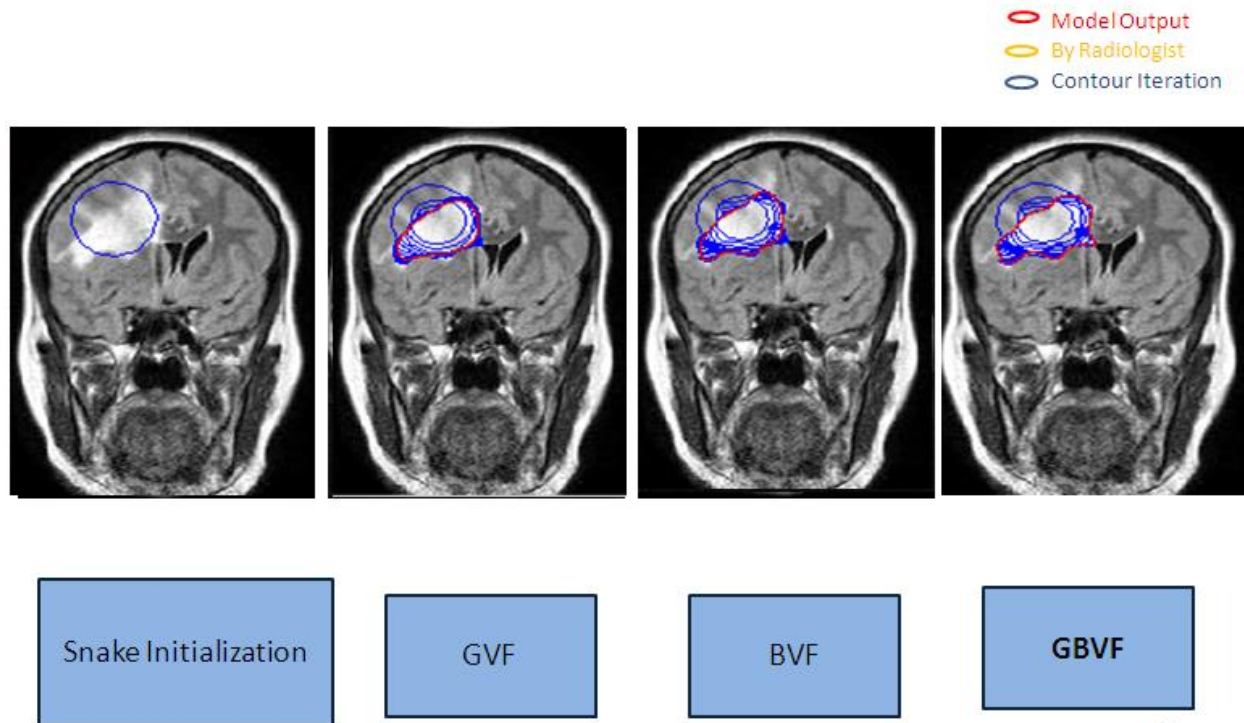 Model Output
By Radiologist
Contour Iteration
Snake Initialization
GVF
BVF
GBVF